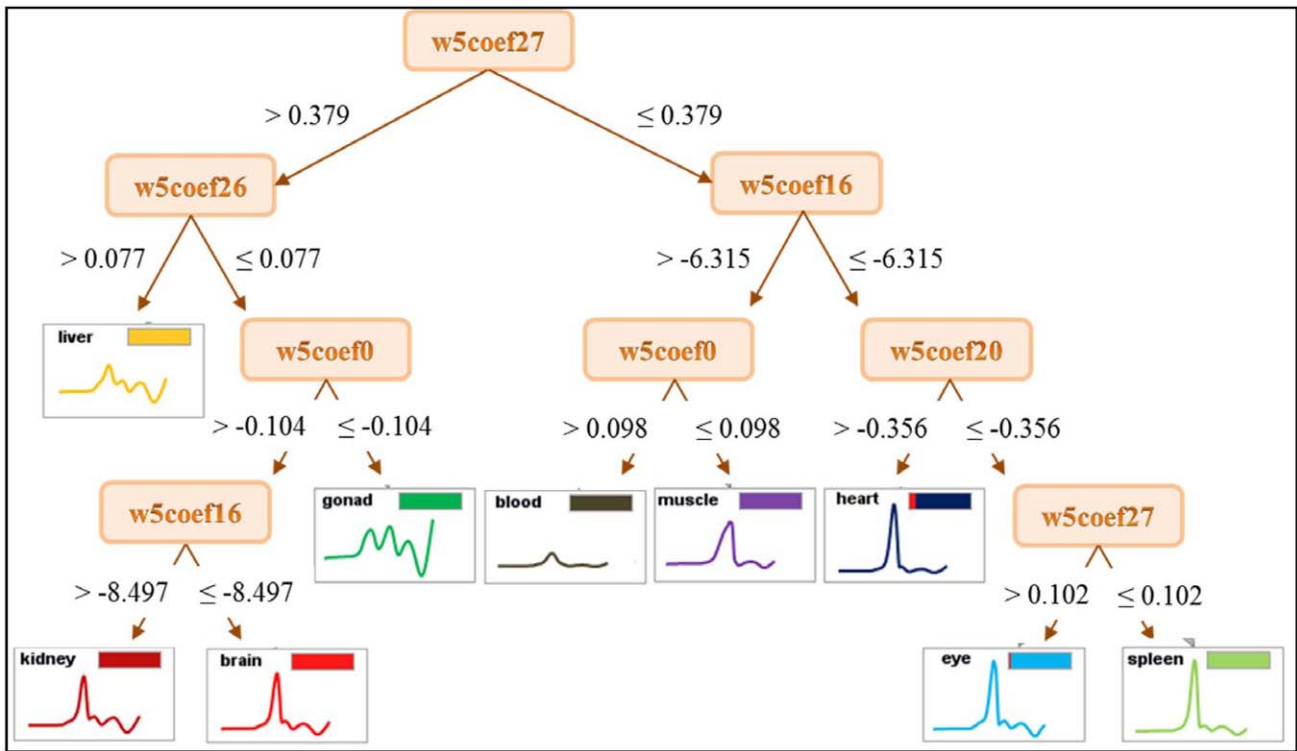 w5coef27
> 0.379
≤ 0.379
w5coef26
w5coef16
> 0.077
≤ 0.077
> -6.315
≤ -6.315
liver
w5coef0
w5coef0
w5coef20
> -0.104
≤ -0.104
> 0.098
≤ 0.098
> -0.356
≤ -0.356
w5coef16
gonad
blood
muscle
heart
w5coef27
> -8.497
≤ -8.497
> 0.102
≤ 0.102
kidney
brain
eye
spleen